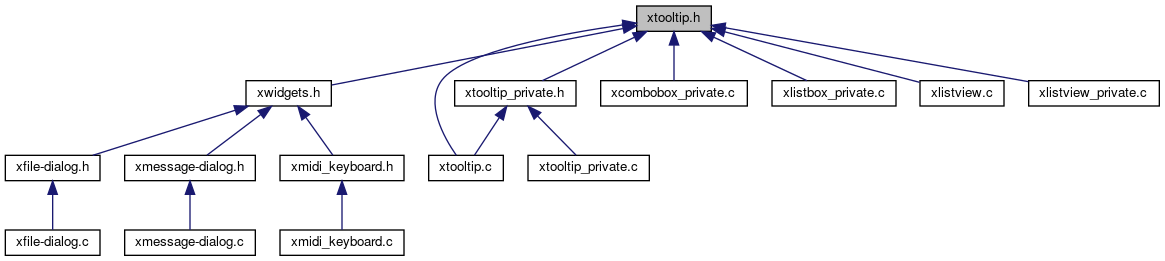 xtooltip.h
xwidgets.h
xtooltip_private.h
xcombobox_private.c
xlistbox_private.c
xlistview.c
xlistview_private.c
xfile-dialog.h
xmessage-dialog.h
xmidi_keyboard.h
xtooltip.c
xtooltip_private.c
xfile-dialog.c
xmessage-dialog.c
xmidi_keyboard.c